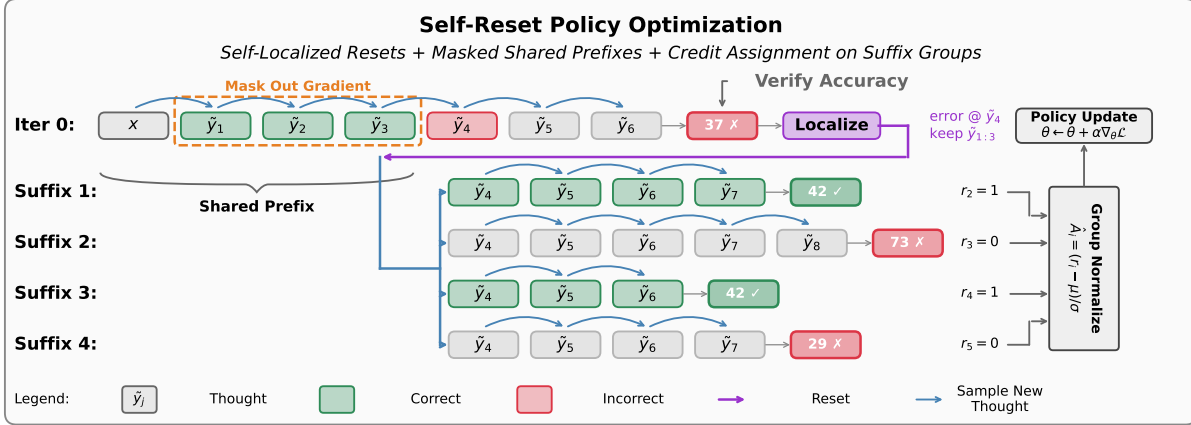 Self-Reset Policy Optimization
Self-Localized Resets + Masked Shared Prefixes + Credit Assignment on Suffix Groups
Mask Out Gradient
Verify Accuracy
Iter 0: x ỹ₁ ỹ₂ ỹ₃ ỹ₄ ỹ₅ ỹ₆ 37 ✗ Localize
error @ ỹ₄
keep ỹ₁:₃
Policy Update
θ ← θ + α∇θℒ
Shared Prefix
Suffix 1: ỹ₄ ỹ₅ ỹ₆ ỹ₇ 42 ✓ r₂ = 1
Suffix 2: ỹ₄ ỹ₅ ỹ₆ ỹ₇ ỹ₈ 73 ✗ r₃ = 0
Suffix 3: ỹ₄ ỹ₅ ỹ₆ 42 ✓ r₄ = 1
Suffix 4: ỹ₄ ỹ₅ ỹ₆ ỹ₇ 29 ✗ r₅ = 0
Group Normalize
Âᵢ = (rᵢ − μ)/σ
Legend: ỹⱼ Thought Correct Incorrect Reset Sample New
Thought